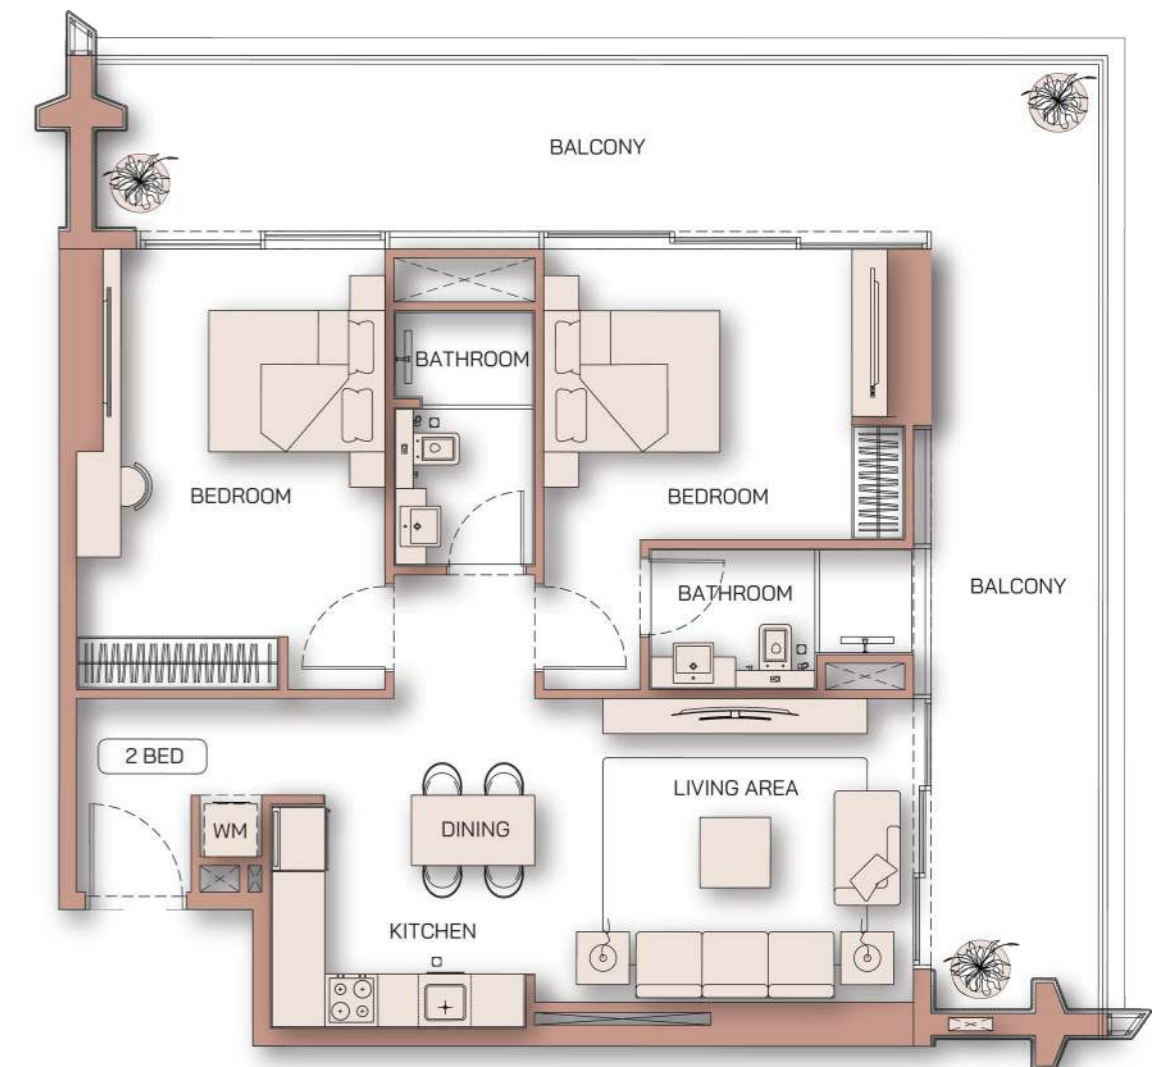 BALCONY
BATHROOM
BEDROOM
BEDROOM
BATHROOM
BALCONY
2 BED
LIVING AREA
WM
DINING
KITCHEN